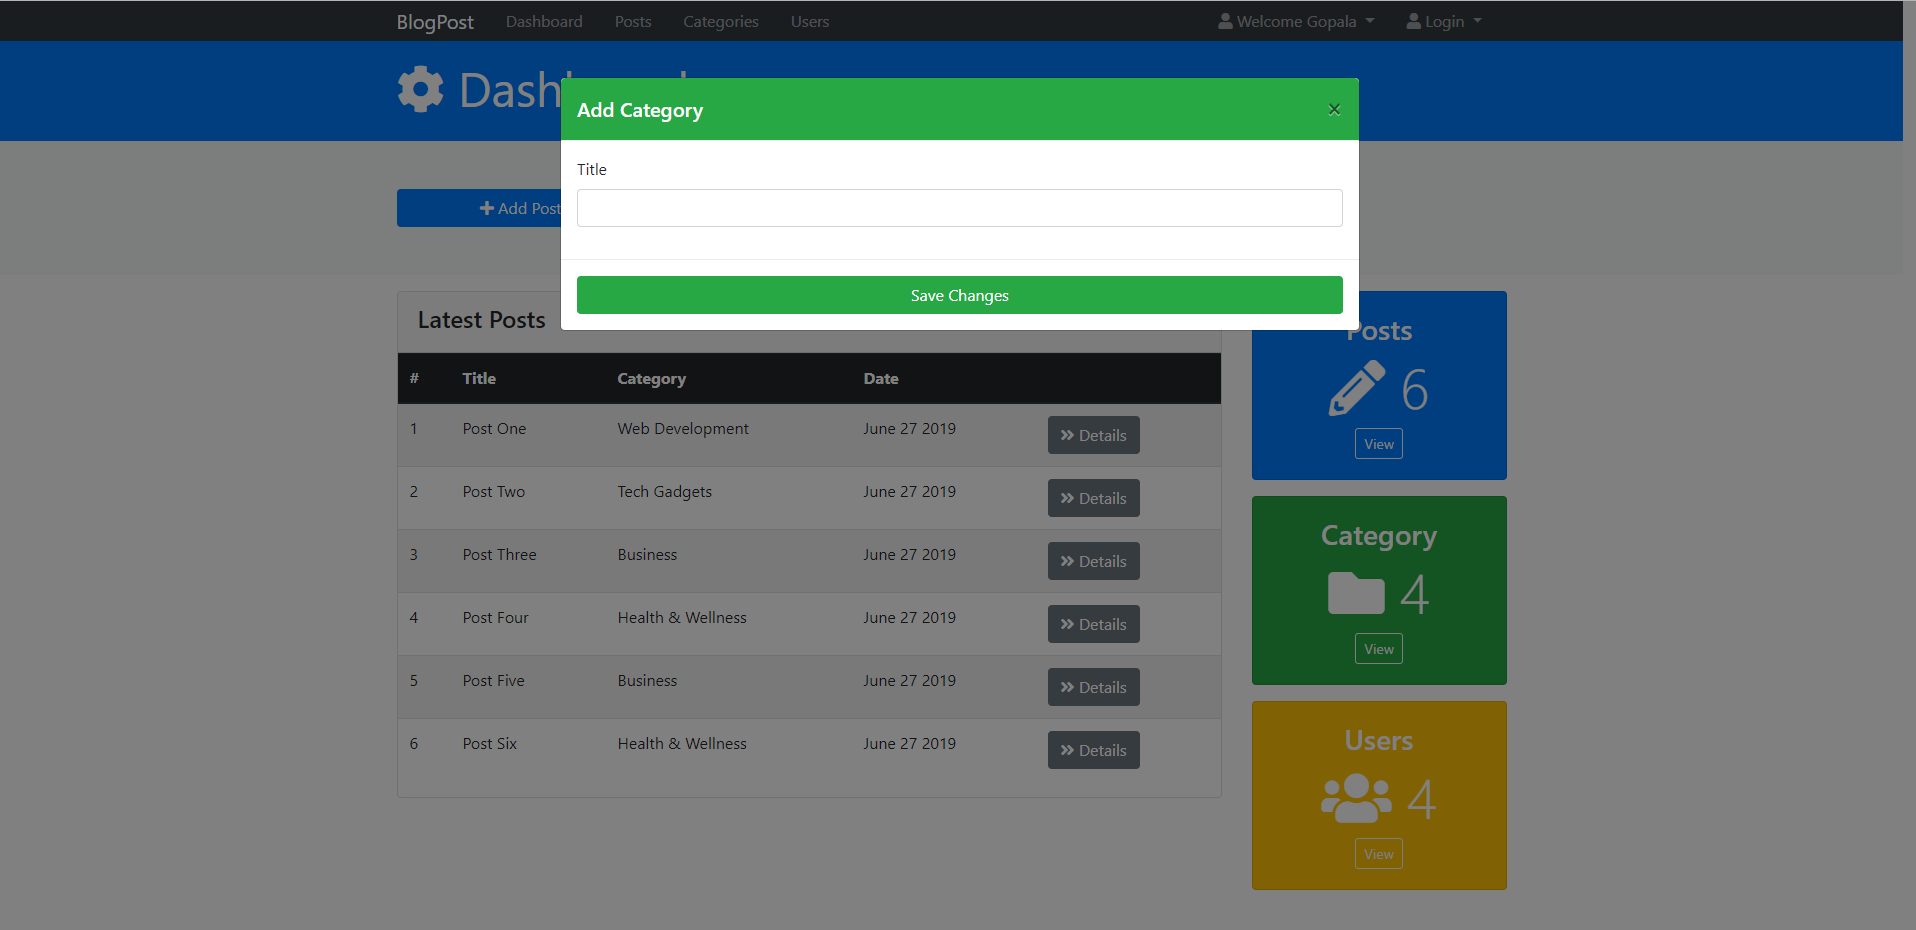 BlogPost Dashboard Posts Categories Users Welcome Gopala Login
Add Category ×
Title
Add Post
Save Changes
Latest Posts
# Title Category Date
1 Post One Web Development June 27 2019 Details
2 Post Two Tech Gadgets June 27 2019 Details
3 Post Three Business June 27 2019 Details
4 Post Four Health & Wellness June 27 2019 Details
5 Post Five Business June 27 2019 Details
6 Post Six Health & Wellness June 27 2019 Details
Posts
6
View
Category
4
View
Users
4
View